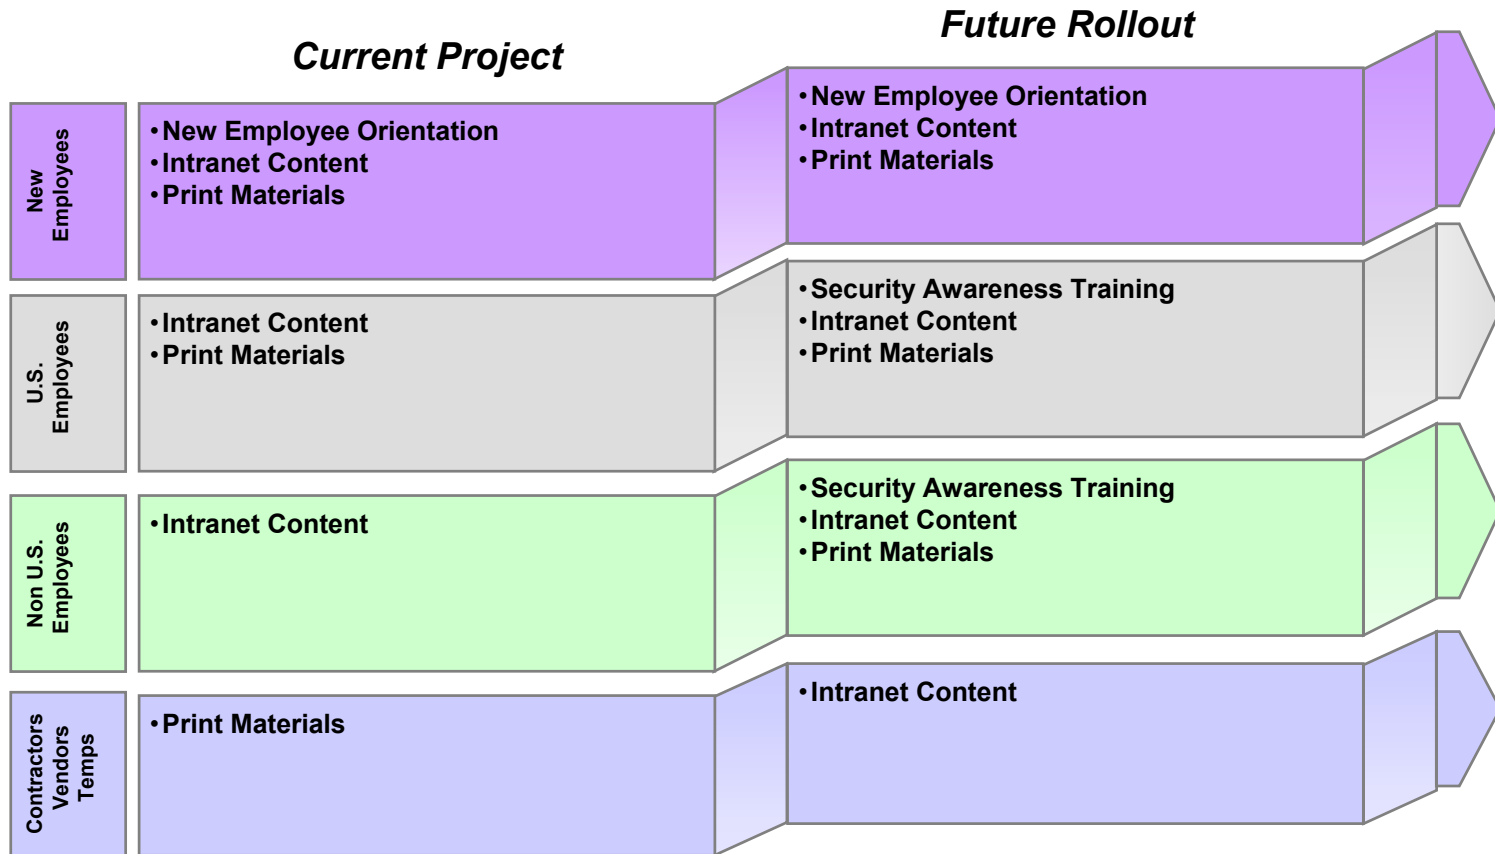 Current Project
Future Rollout
New
Employees
•New Employee Orientation
•Intranet Content
•Print Materials
•New Employee Orientation
•Intranet Content
•Print Materials
U.S.
Employees
•Intranet Content
•Print Materials
•Security Awareness Training
•Intranet Content
•Print Materials
Non U.S.
Employees
•Intranet Content
•Security Awareness Training
•Intranet Content
•Print Materials
Contractors
Vendors
Temps
•Print Materials
•Intranet Content